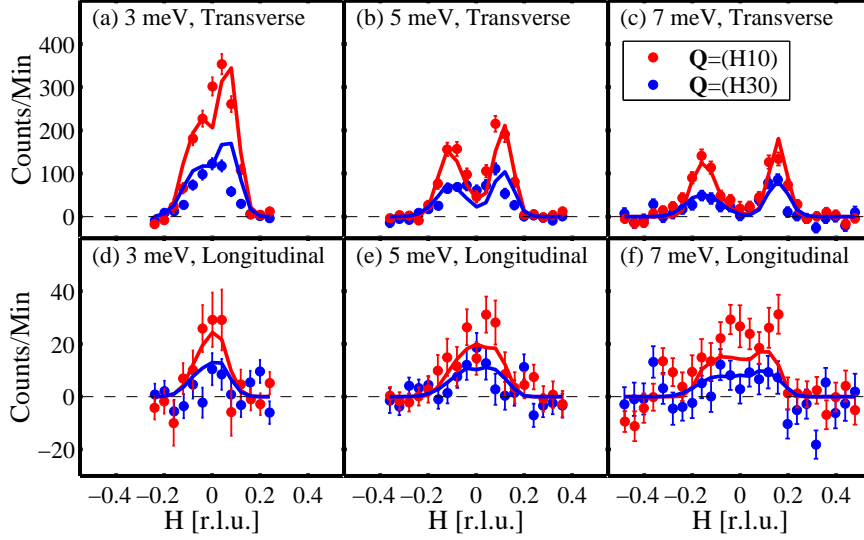 (a) 3 meV, Transverse
(b) 5 meV, Transverse
(c) 7 meV, Transverse
Q=(H10)
Q=(H30)
Counts/Min
400
300
200
100
0
(d) 3 meV, Longitudinal
(e) 5 meV, Longitudinal
(f) 7 meV, Longitudinal
Counts/Min
40
20
0
−20
−0.4 −0.2 0 0.2 0.4
−0.4 −0.2 0 0.2 0.4
−0.4 −0.2 0 0.2 0.4
H [r.l.u.]
H [r.l.u.]
H [r.l.u.]